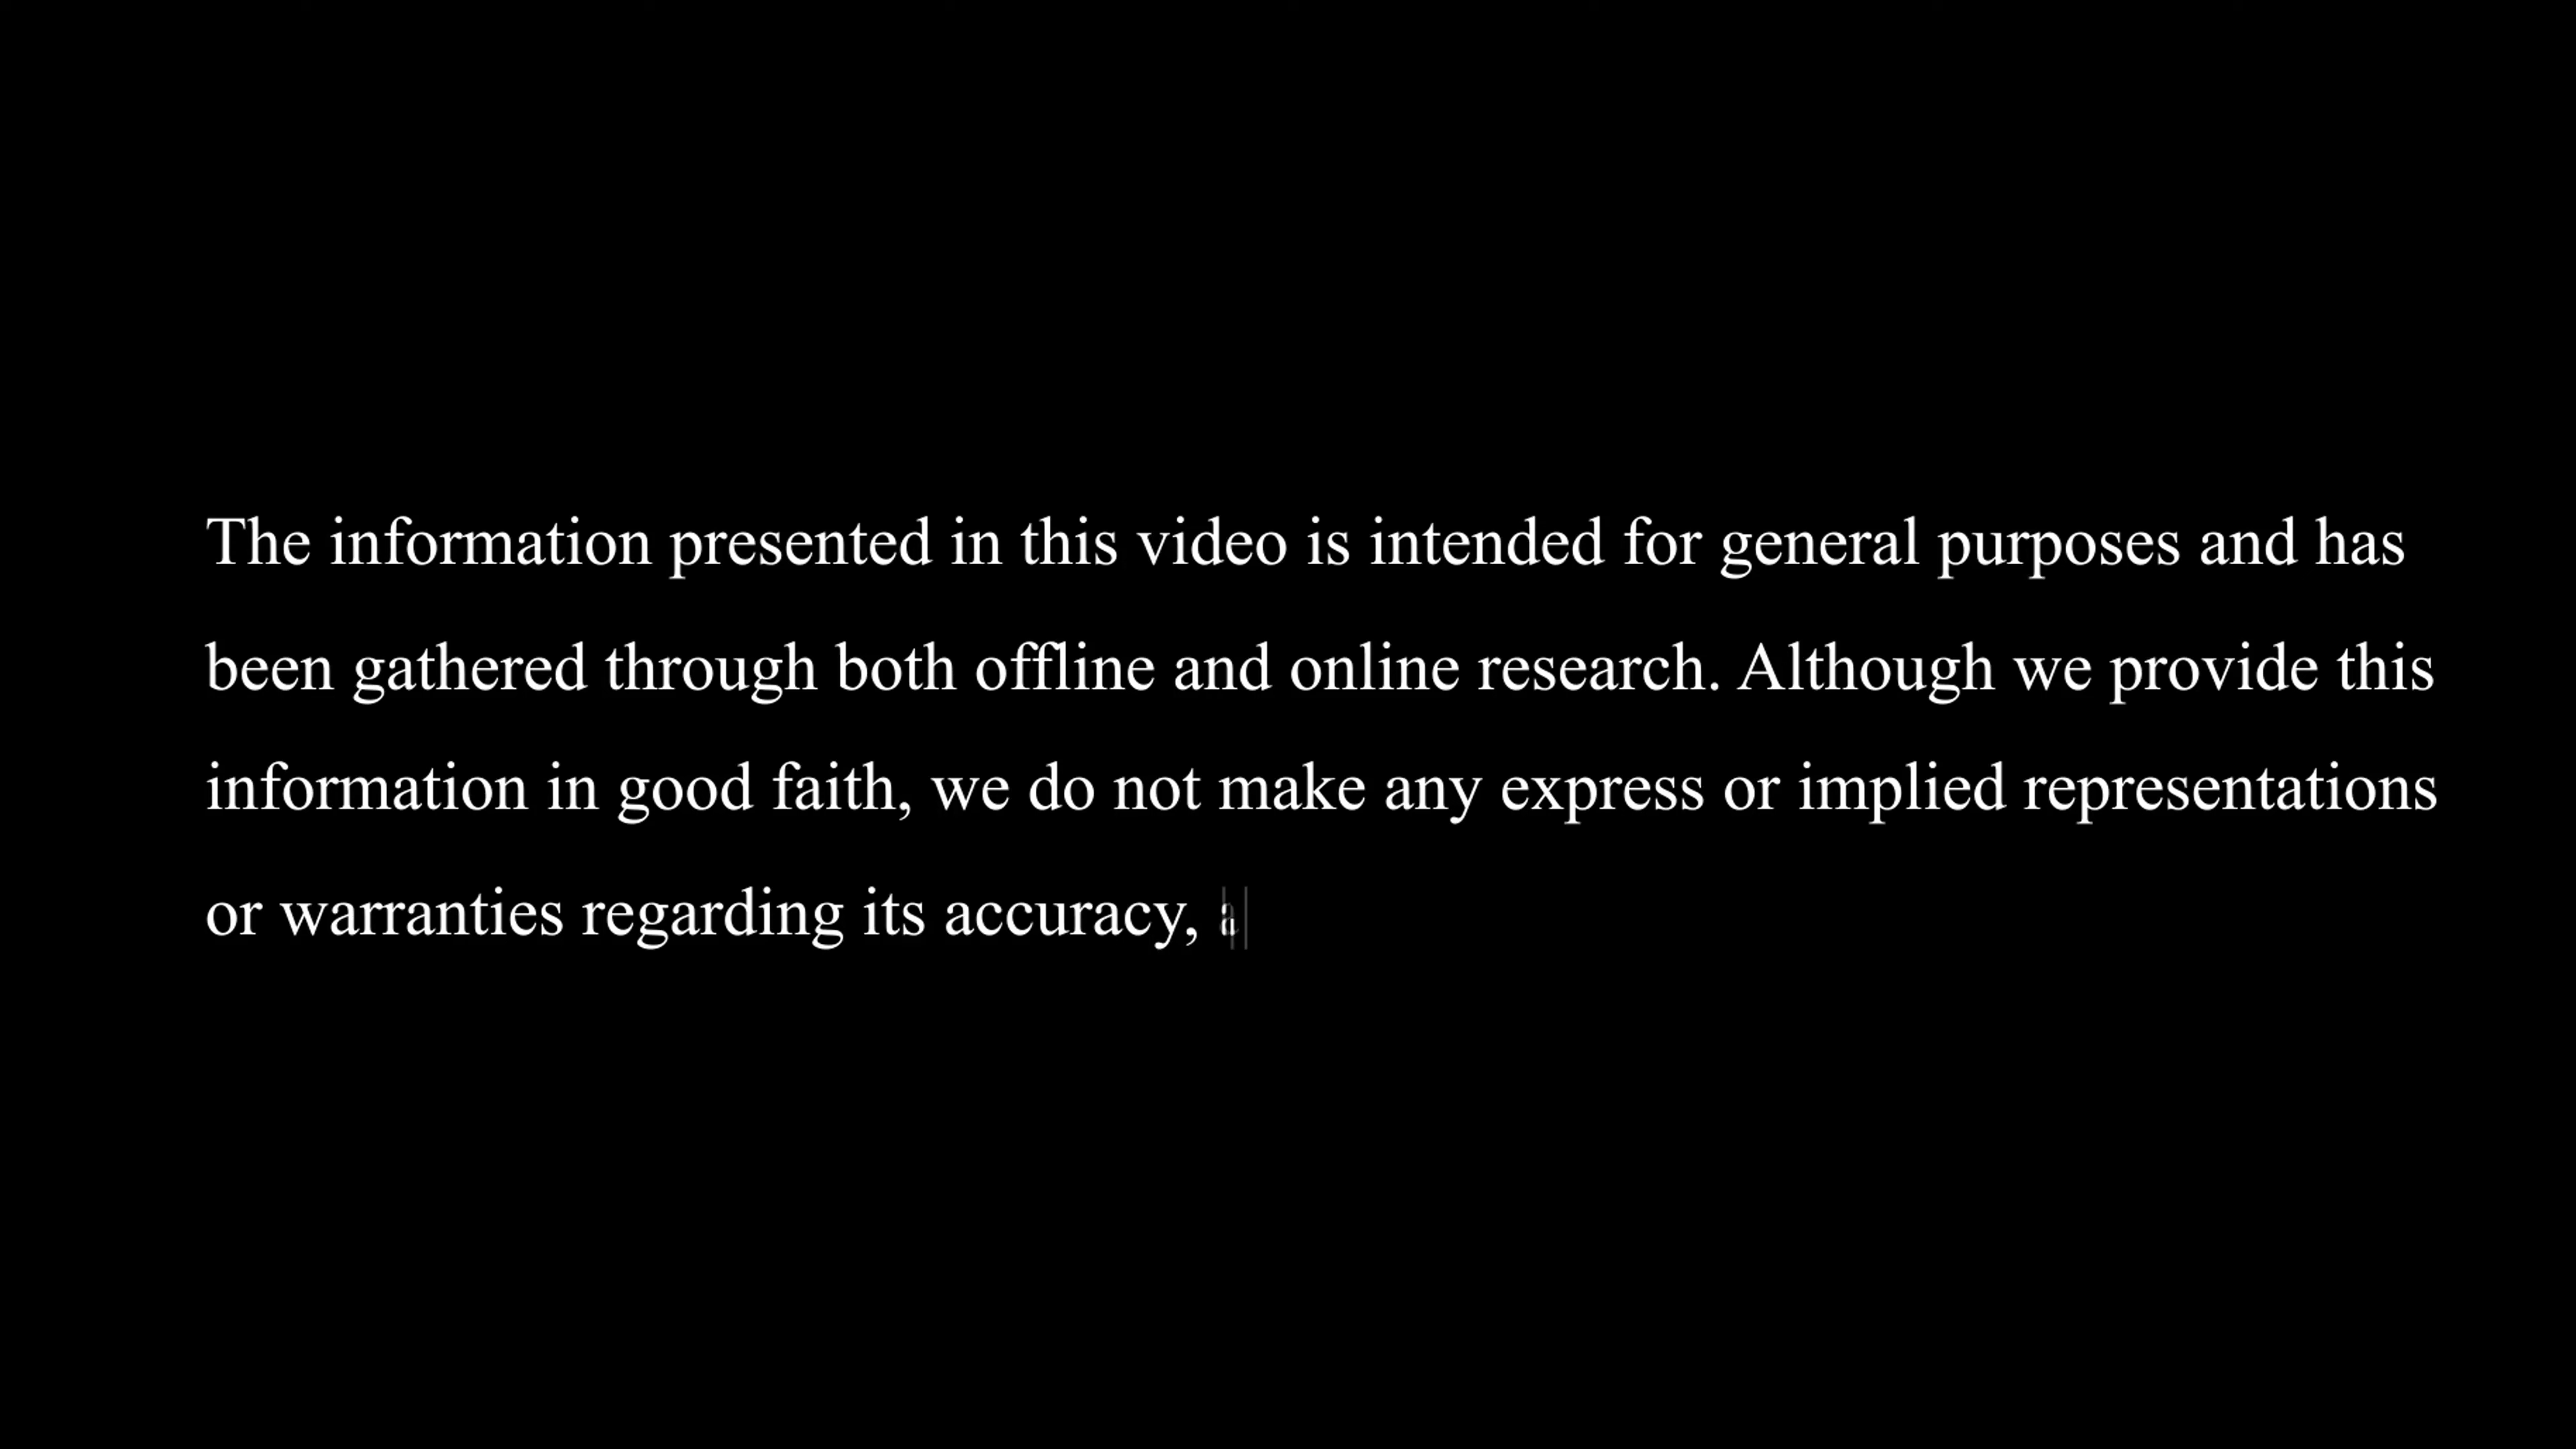 The information presented in this video is intended for general purposes and has
been gathered through both offline and online research. Although we provide this
information in good faith, we do not make any express or implied representations
or warranties regarding its accuracy,